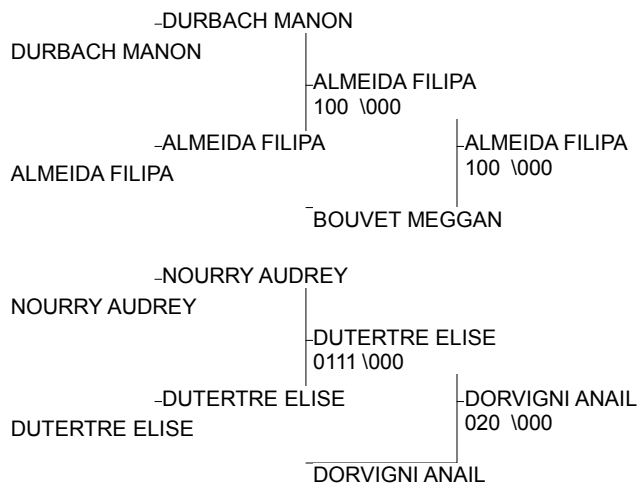 DURBACH MANON
DURBACH MANON
ALMEIDA FILIPA
100 \000
ALMEIDA FILIPA
ALMEIDA FILIPA
100 \000
ALMEIDA FILIPA
BOUVET MEGGAN
NOURRY AUDREY
NOURRY AUDREY
DUTERTRE ELISE
0111 \000
DUTERTRE ELISE
DORVIGNI ANAIL
020 \000
DUTERTRE ELISE
DORVIGNI ANAIL